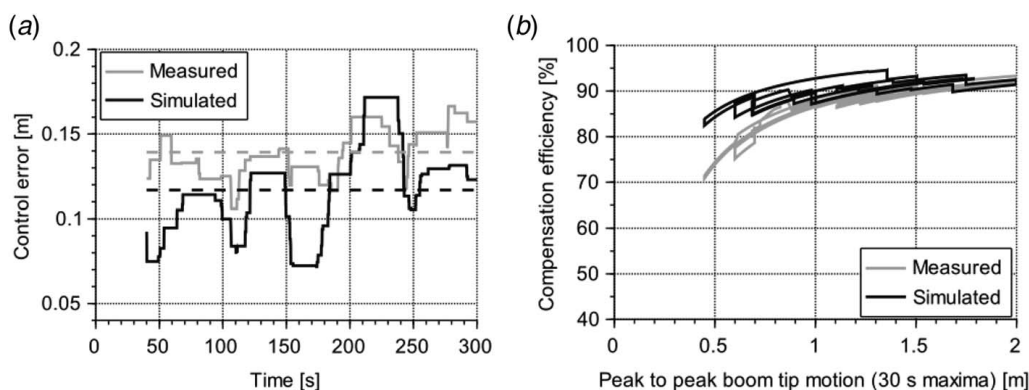 (a)
0.2
0.15
0.1
0.05
Control error [m]
Measured
Simulated
0 50 100 150 200 250 300
Time [s]
(b)
100
90
80
70
60
50
40
Compensation efficiency [%]
Measured
Simulated
0 0.5 1 1.5 2
Peak to peak boom tip motion (30 s maxima) [m]